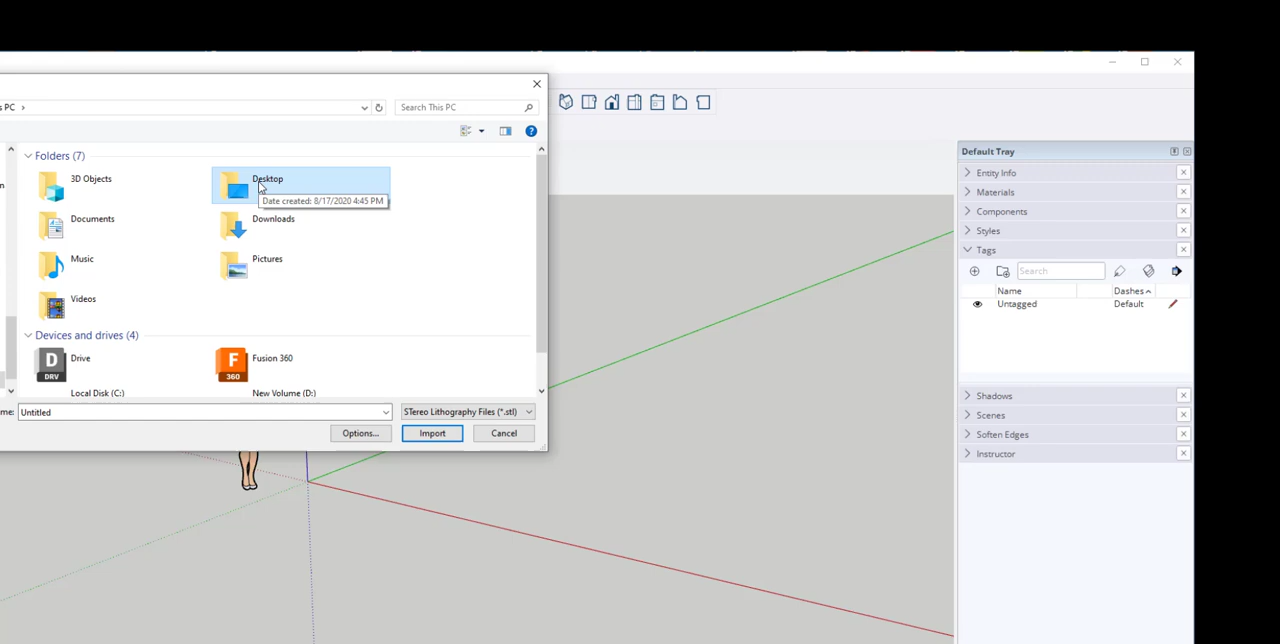 s PC >
Search This PC
Folders (7)
3D Objects
Desktop
Date created: 8/17/2020 4:45 PM
Documents
Downloads
Music
Pictures
Videos
Devices and drives (4)
D
DRV
Drive
F
360
Fusion 360
Local Disk (C:)
New Volume (D:)
me:
Untitled
STereo Lithography Files (*.stl)
Options...
Import
Cancel
Default Tray
Entity Info
Materials
Components
Styles
Tags
Search
Name
Dashes
Untagged
Default
Shadows
Scenes
Soften Edges
Instructor